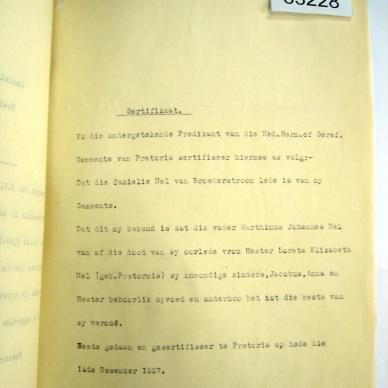 03228
Sertifikaat.
Ek die ondergetekende Predikant van die Ned.Herm.of Geref.
Gemeente van Pretoria sertifiseer hiermee as volg:-
Dat die familie Nel van Broederstroom lede is van my
Gemeente.
Dat dit my bekend is dat die vader Marthinus Johannes Nel
van af die dood van sy oorlede vrou Hester Loreta Elizabeth
Nel (geb.Pretoruis) sy onmondige kinders,Jacobus,Anna en
Hester behoorlik opvoed en onderhou het tot die beste van
sy vermoë.
Reeds gedaan en gesertifiseer te Pretoria op hede die
14de Desember 1927.